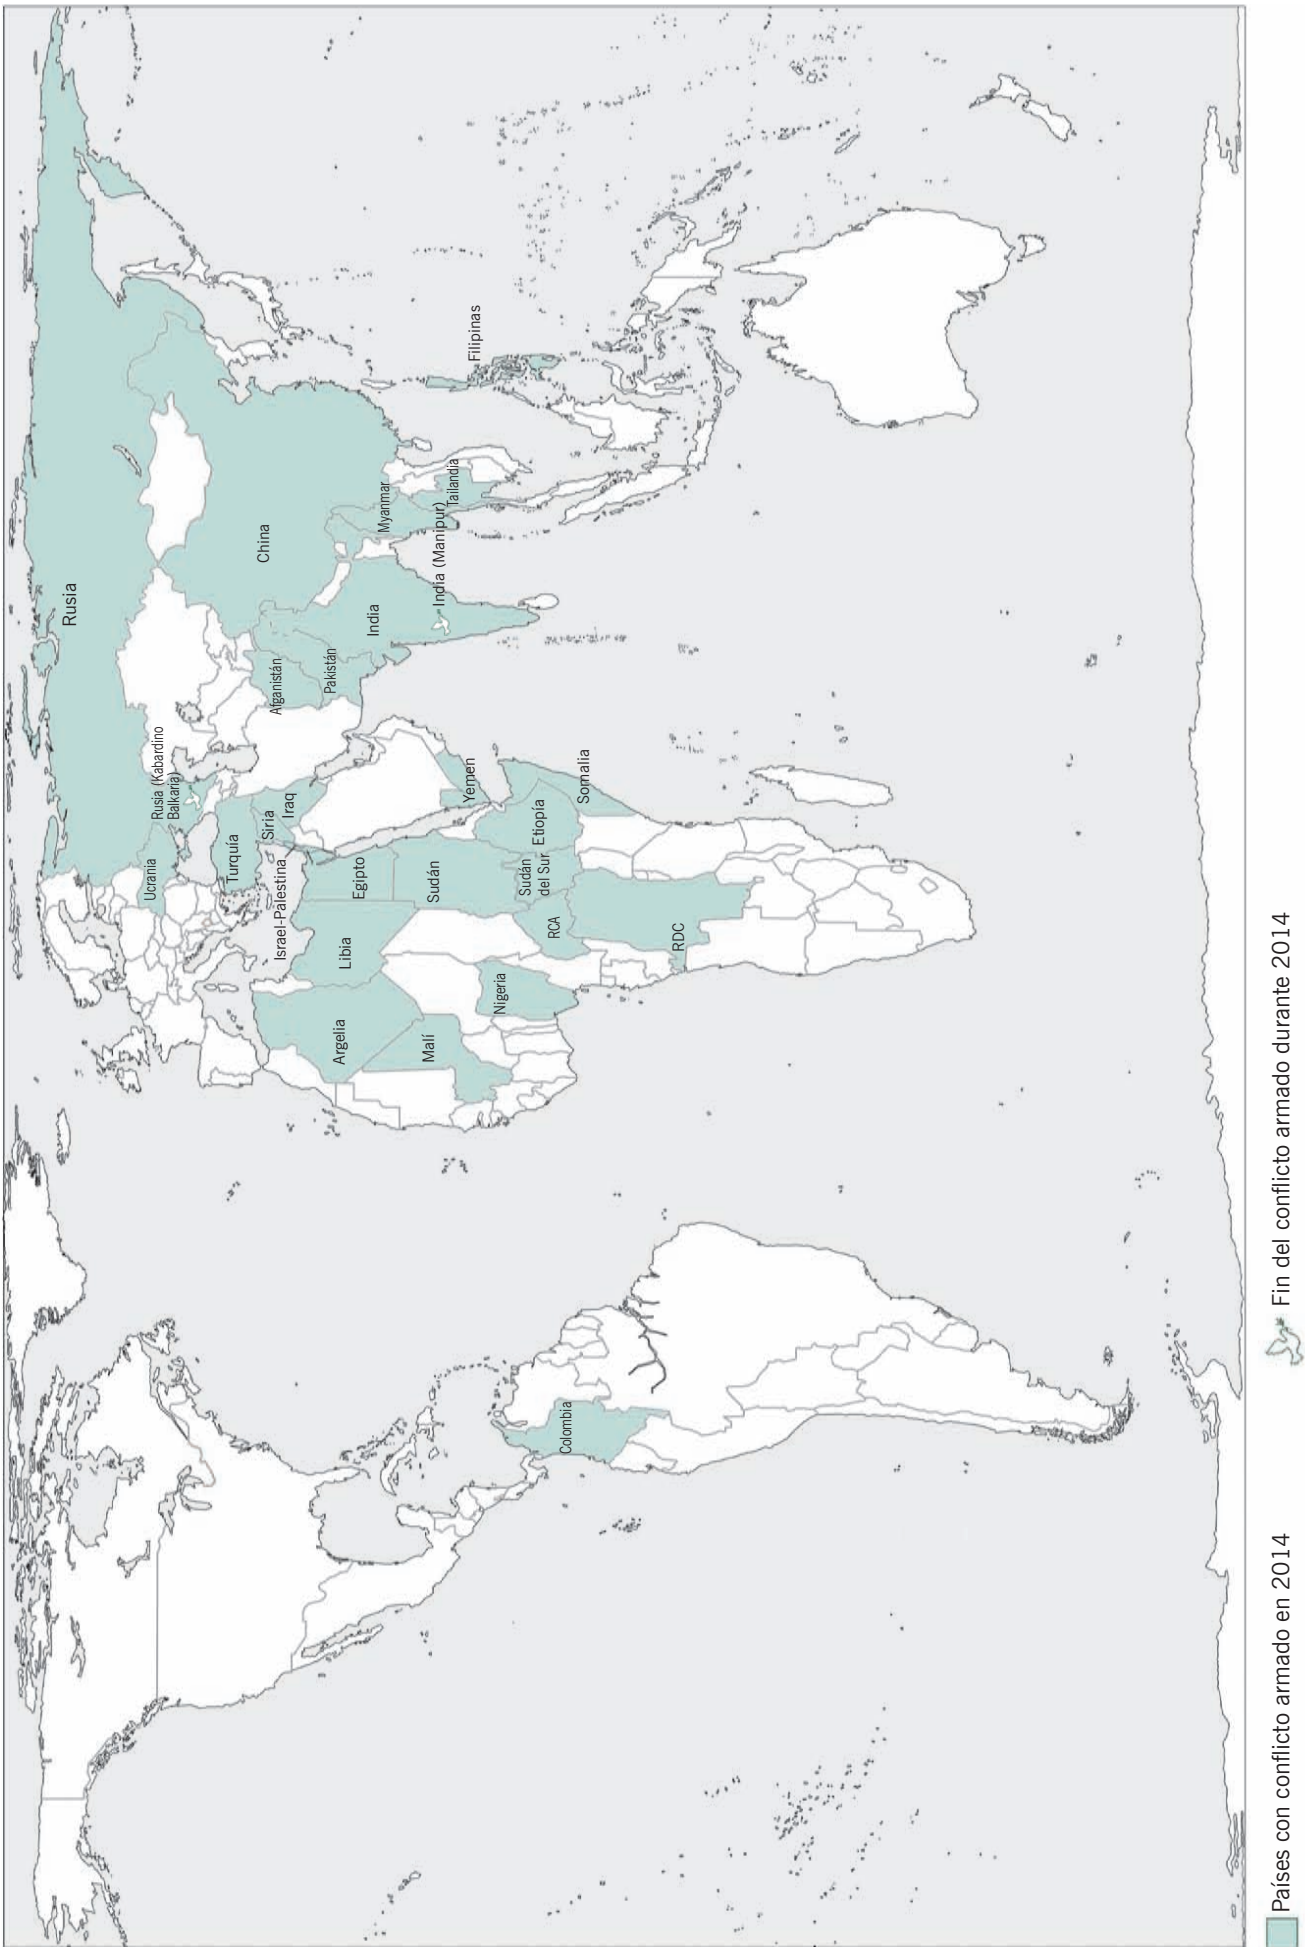 Rusia
Rusia (Kabardino
Balkaria)
Ucrania
Turquía
Siria
Iraq
Israel-Palestina
Afganistán
Pakistán
China
India
India (Manipur)
Myanmar
Tailandia
Filipinas
Argelia
Libia
Egipto
Malí
Sudán
Yemen
Nigeria
RCA
Sudán
del Sur
Etiopía
Somalia
RDC
Colombia
Países con conflicto armado en 2014
Fin del conflicto armado durante 2014